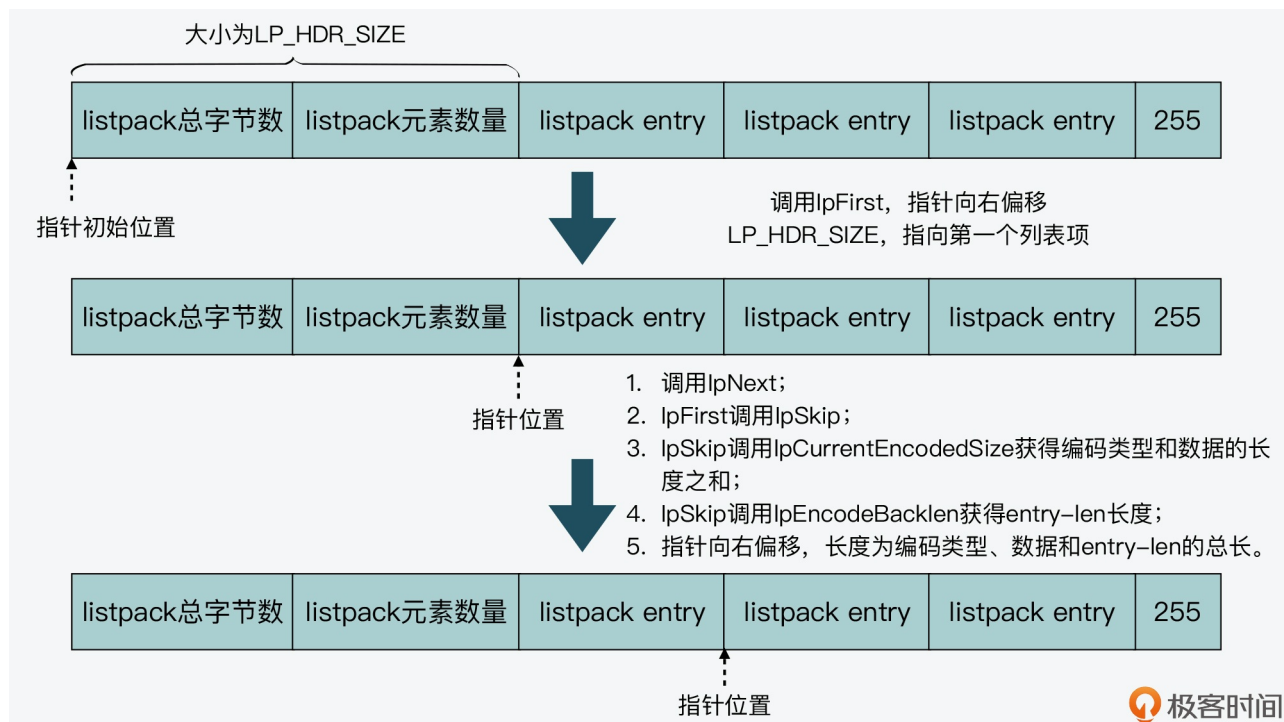 大小为LP_HDR_SIZE
listpack总字节数 listpack元素数量 listpack entry listpack entry listpack entry 255
指针初始位置
调用lpFirst，指针向右偏移
LP_HDR_SIZE，指向第一个列表项
listpack总字节数 listpack元素数量 listpack entry listpack entry listpack entry 255
指针位置
1. 调用lpNext；
2. lpFirst调用lpSkip；
3. lpSkip调用lpCurrentEncodedSize获得编码类型和数据的长
度之和；
4. lpSkip调用lpEncodeBacklen获得entry-len长度；
5. 指针向右偏移，长度为编码类型、数据和entry-len的总长。
listpack总字节数 listpack元素数量 listpack entry listpack entry listpack entry 255
指针位置
极客时间